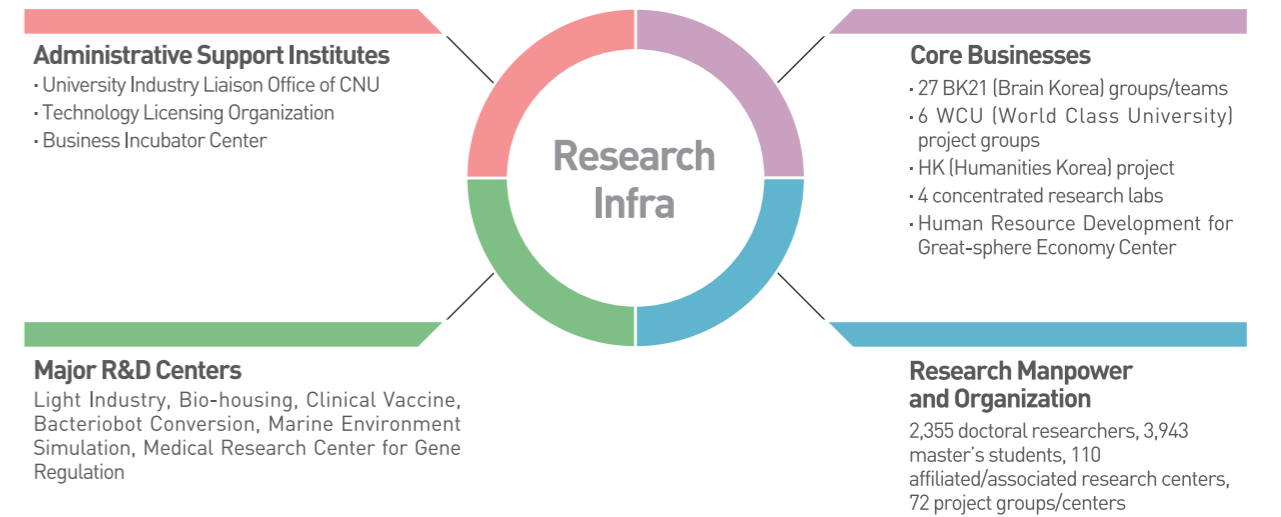 Administrative Support Institutes
· University Industry Liaison Office of CNU
· Technology Licensing Organization
· Business Incubator Center
Research
Infra
Core Businesses
· 27 BK21 (Brain Korea) groups/teams
· 6 WCU (World Class University)
project groups
· HK (Humanities Korea) project
· 4 concentrated research labs
· Human Resource Development for
Great-sphere Economy Center
Major R&D Centers
Light Industry, Bio-housing, Clinical Vaccine,
Bacteriobot Conversion, Marine Environment
Simulation, Medical Research Center for Gene
Regulation
Research Manpower
and Organization
2,355 doctoral researchers, 3,943
master's students, 110
affiliated/associated research centers,
72 project groups/centers